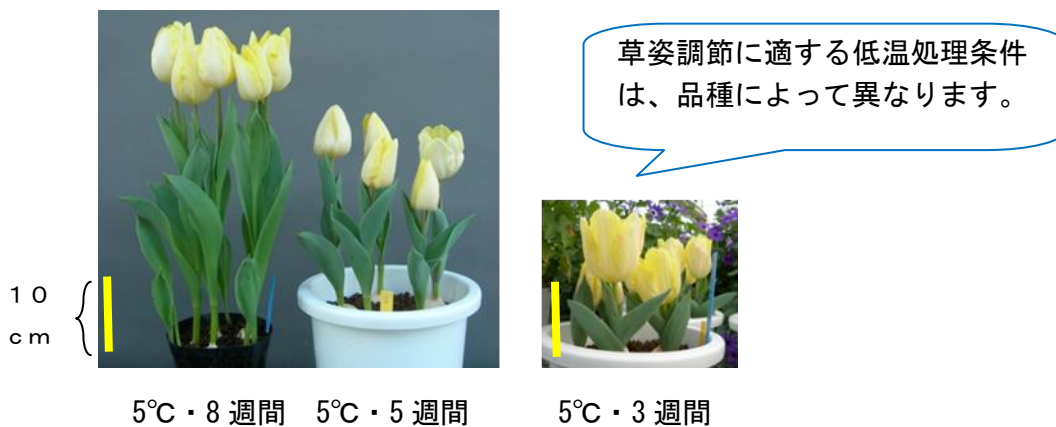 草姿調節に適する低温処理条件
は、品種によって異なります。
１０
ｃｍ
5℃・8週間 5℃・5週間 5℃・3週間